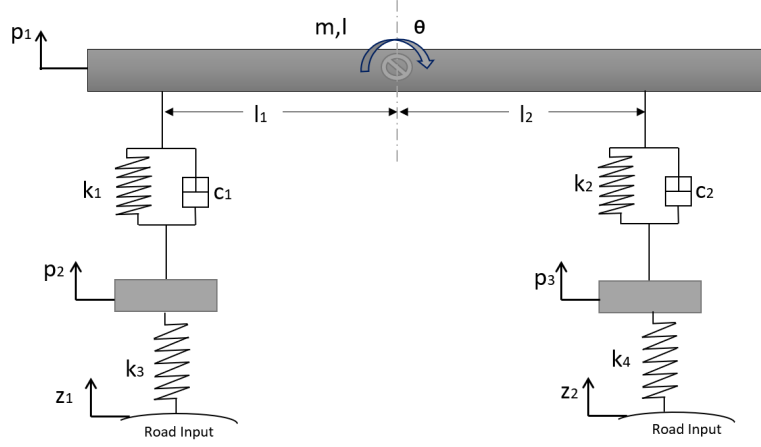 m,I θ
p1
l1 l2
k1 c1 k2 c2
p2 p3
k3 k4
z1 z2
Road Input Road Input